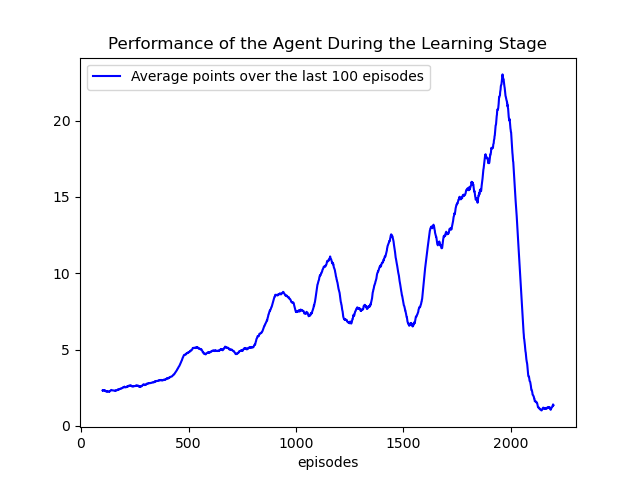 Performance of the Agent During the Learning Stage
Average points over the last 100 episodes
20
15
10
5
0
0 500 1000 1500 2000
episodes